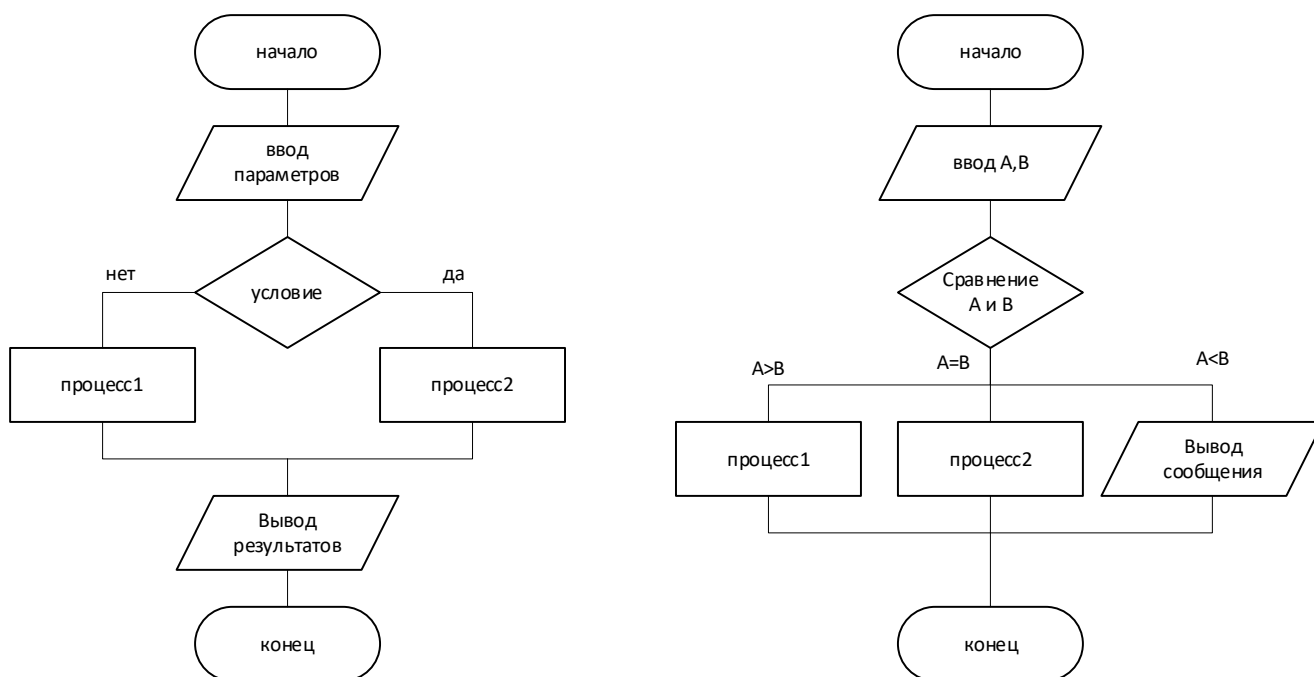 начало
ввод
параметров
нет
да
условие
процесс1
процесс2
Вывод
результатов
конец
начало
ввод А,В
Сравнение
А и В
А>В
А=В
А<В
процесс1
процесс2
Вывод
сообщения
конец